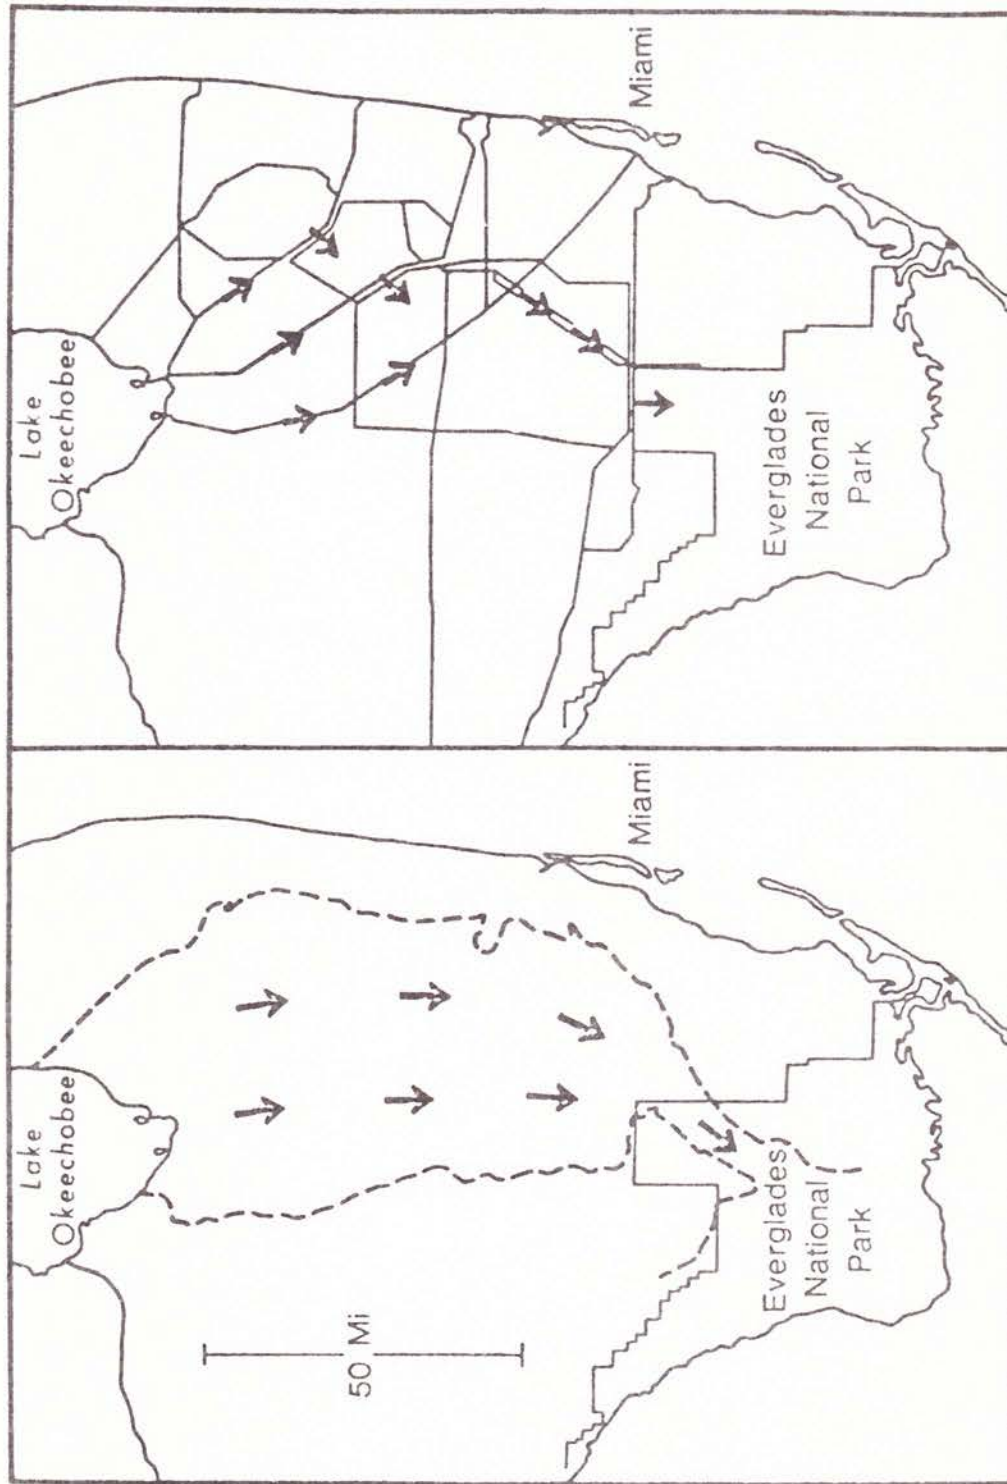 Lake
Okeechobee
50 Mi
Miami
Everglades
National
Park
Lake
Okeechobee
Miami
Everglades
National
Park